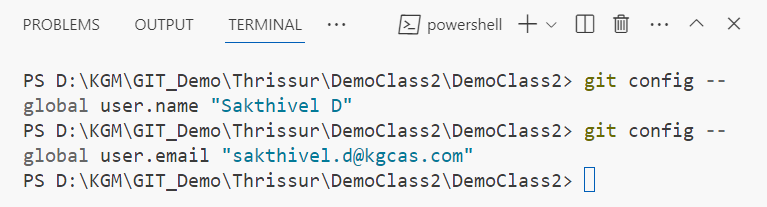 PROBLEMS OUTPUT TERMINAL ··· powershell
PS D:\KGM\GIT_Demo\Thrissur\DemoClass2\DemoClass2> git config --
global user.name "Sakthivel D"
PS D:\KGM\GIT_Demo\Thrissur\DemoClass2\DemoClass2> git config --
global user.email "sakthivel.d@kgcas.com"
PS D:\KGM\GIT_Demo\Thrissur\DemoClass2\DemoClass2>